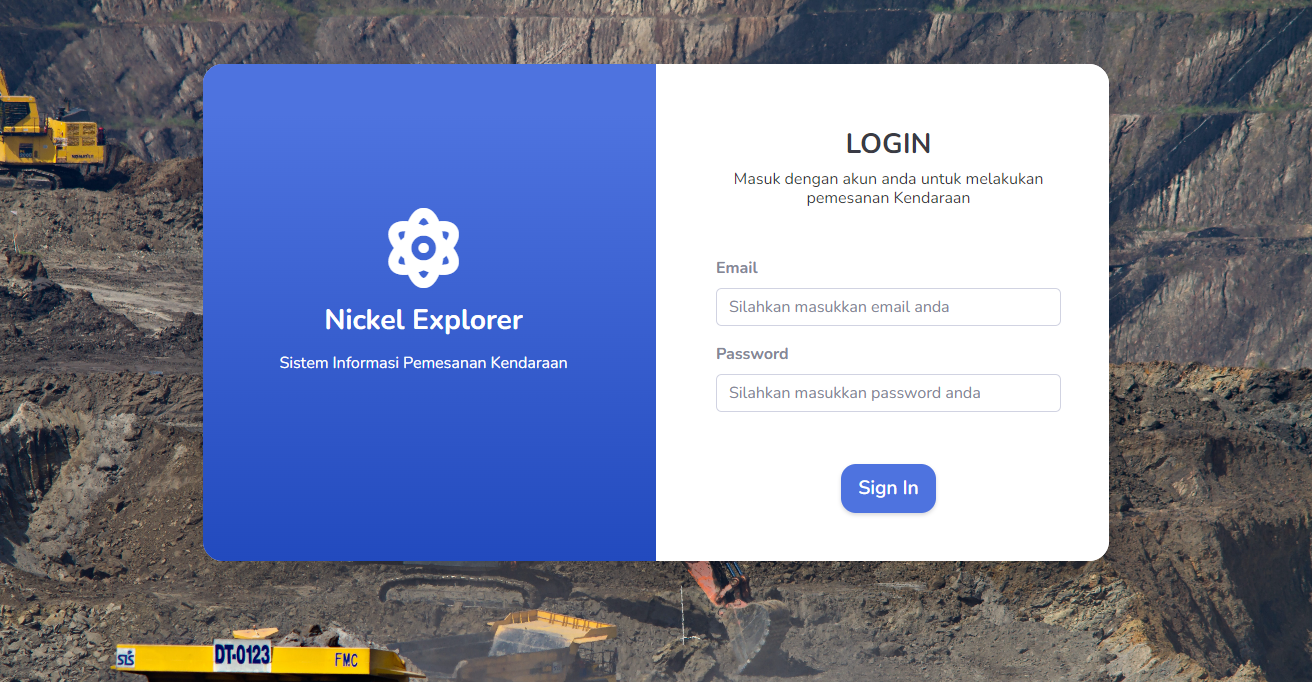 Nickel Explorer
Sistem Informasi Pemesanan Kendaraan
LOGIN
Masuk dengan akun anda untuk melakukan
pemesanan Kendaraan
Email
Silahkan masukkan email anda
Password
Silahkan masukkan password anda
Sign In
KOMATSU
SIS
DT-0123
FMC